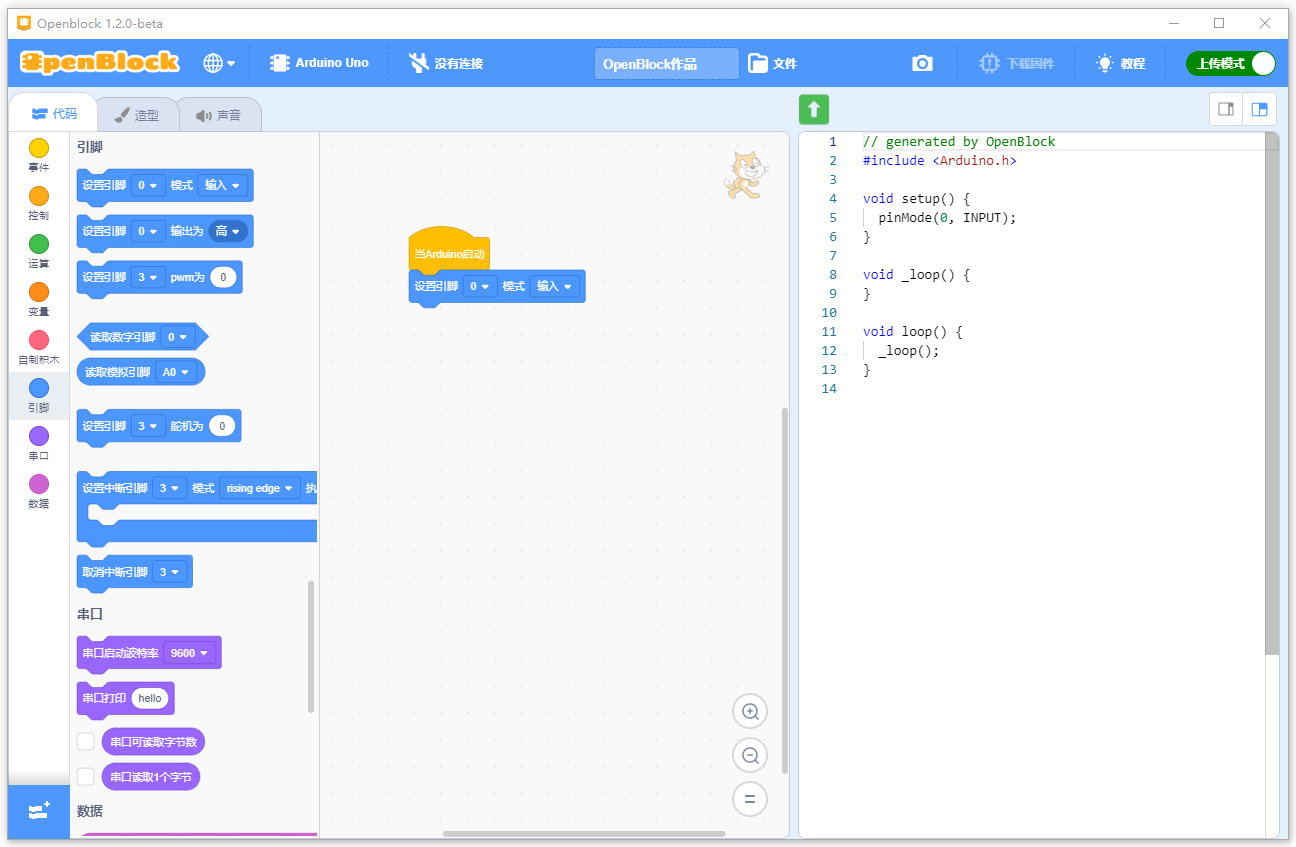 Openblock 1.2.0-beta
OpenBlock
Arduino Uno
没有连接
OpenBlock作品
文件
下载固件
教程
上传模式
代码
造型
声音
事件
控制
运算
变量
自制积木
引脚
串口
数据
引脚
设置引脚 0 模式 输入
设置引脚 0 输出为 高
设置引脚 3 pwm为 0
读取数字引脚 0
读取模拟引脚 A0
设置引脚 3 舵机为 0
设置中断引脚 3 模式 rising edge 执
取消中断引脚 3
串口
串口启动波特率 9600
串口打印 hello
串口可读取字节数
串口读取1个字节
数据
当Arduino启动
设置引脚 0 模式 输入
1 // generated by OpenBlock
2 #include <Arduino.h>
3
4 void setup() {
5 pinMode(0, INPUT);
6 }
7
8 void _loop() {
9 }
10
11 void loop() {
12 _loop();
13 }
14